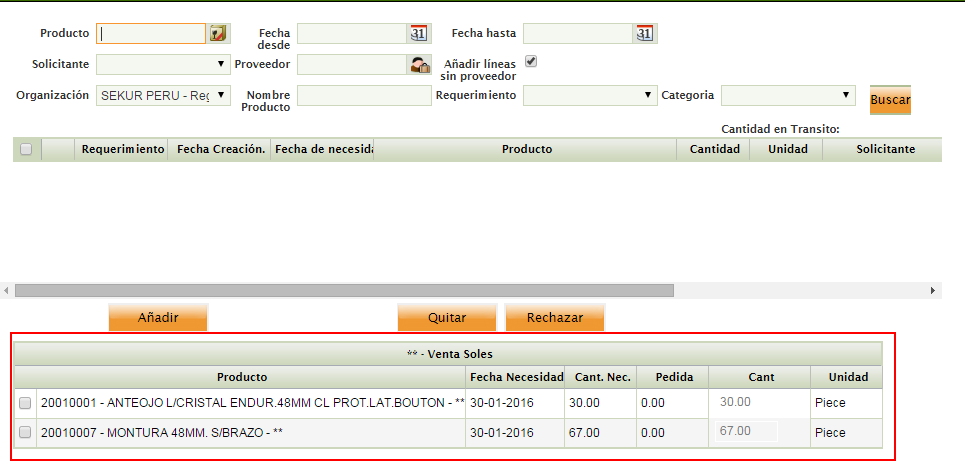 Producto Fecha desde 31 Fecha hasta 31
Solicitante Proveedor Añadir líneas sin proveedor
Organización SEKUR PERU - Reg Nombre Producto Requerimiento Categoria Buscar
Cantidad en Transito:
Requerimiento Fecha Creación. Fecha de necesida Producto Cantidad Unidad Solicitante
Añadir Quitar Rechazar
** - Venta Soles
Producto Fecha Necesidad Cant. Nec. Pedida Cant Unidad
20010001 - ANTEOJO L/CRISTAL ENDUR.48MM CL PROT.LAT.BOUTON - ** 30-01-2016 30.00 0.00 30.00 Piece
20010007 - MONTURA 48MM. S/BRAZO - ** 30-01-2016 67.00 0.00 67.00 Piece